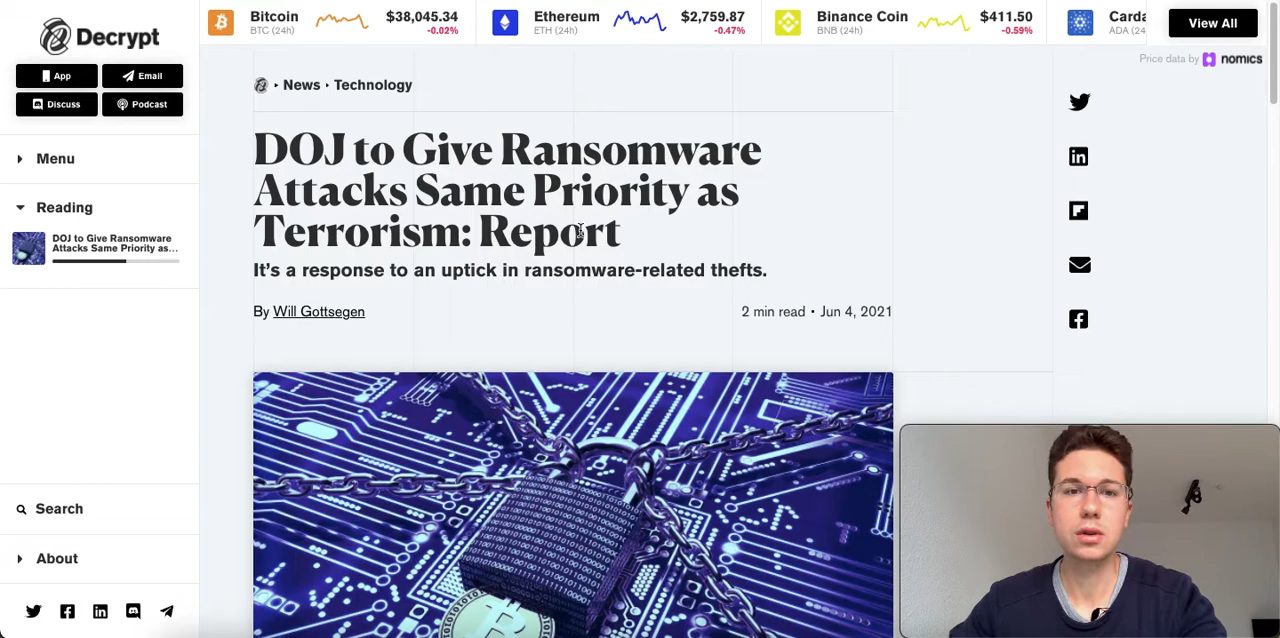 Decrypt
App
Email
Discuss
Podcast
Menu
Reading
DOJ to Give Ransomware
Attacks Same Priority as...
Search
About
Bitcoin
BTC (24h)
$38,045.34
-0.02%
Ethereum
ETH (24h)
$2,759.87
-0.47%
Binance Coin
BNB (24h)
$411.50
-0.59%
Carda
ADA (24
View All
Price data by nomics
News Technology
DOJ to Give Ransomware
Attacks Same Priority as
Terrorism: Report
It's a response to an uptick in ransomware-related thefts.
By Will Gottsegen
2 min read • Jun 4, 2021